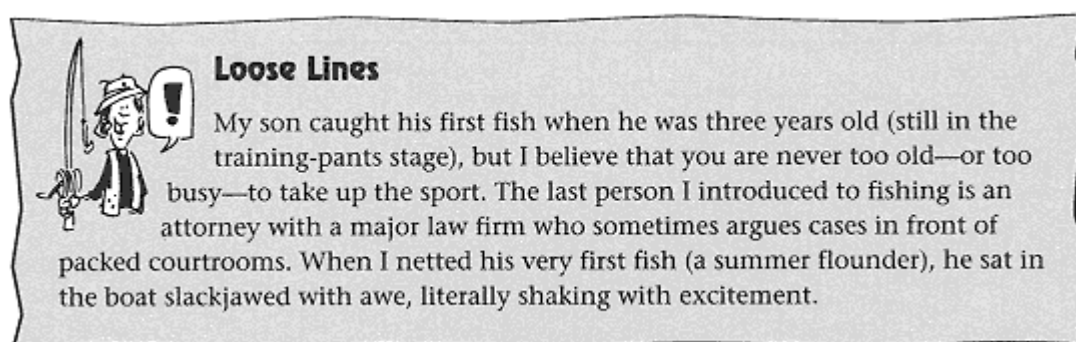 Loose Lines
!
My son caught his first fish when he was three years old (still in the
training-pants stage), but I believe that you are never too old—or too
busy—to take up the sport. The last person I introduced to fishing is an
attorney with a major law firm who sometimes argues cases in front of
packed courtrooms. When I netted his very first fish (a summer flounder), he sat in
the boat slackjawed with awe, literally shaking with excitement.